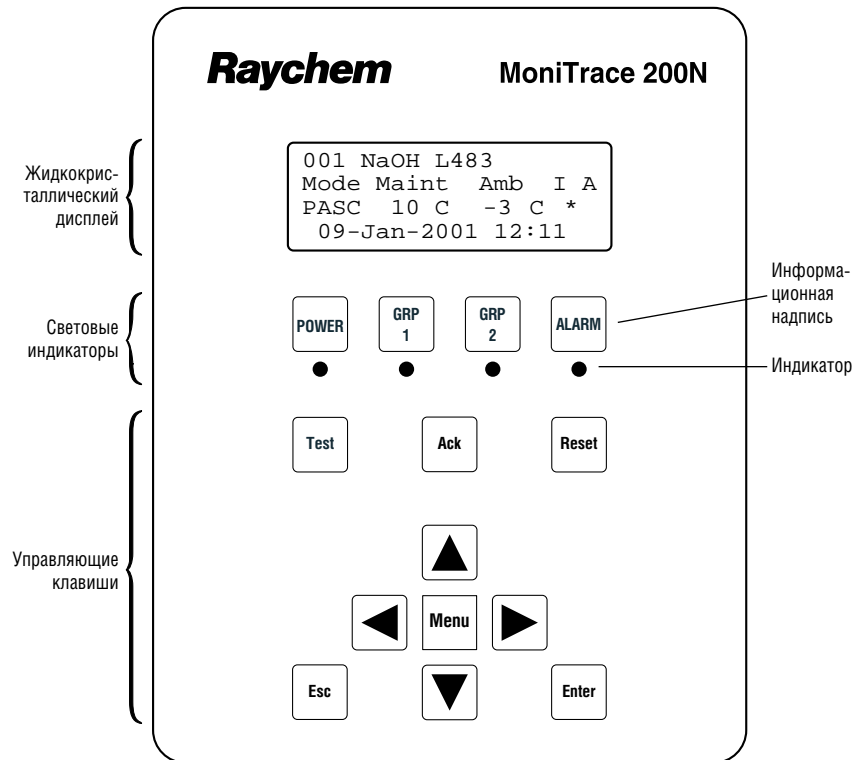 Raychem
MoniTrace 200N
Жидкокрис-
таллический
дисплей
001 NaOH L483
Mode Maint Amb I A
PASC 10 C -3 C *
09-Jan-2001 12:11
Информа-
ционная
надпись
Световые
индикаторы
POWER
GRP
1
GRP
2
ALARM
Индикатор
Test
Ack
Reset
Управляющие
клавиши
Menu
Esc
Enter